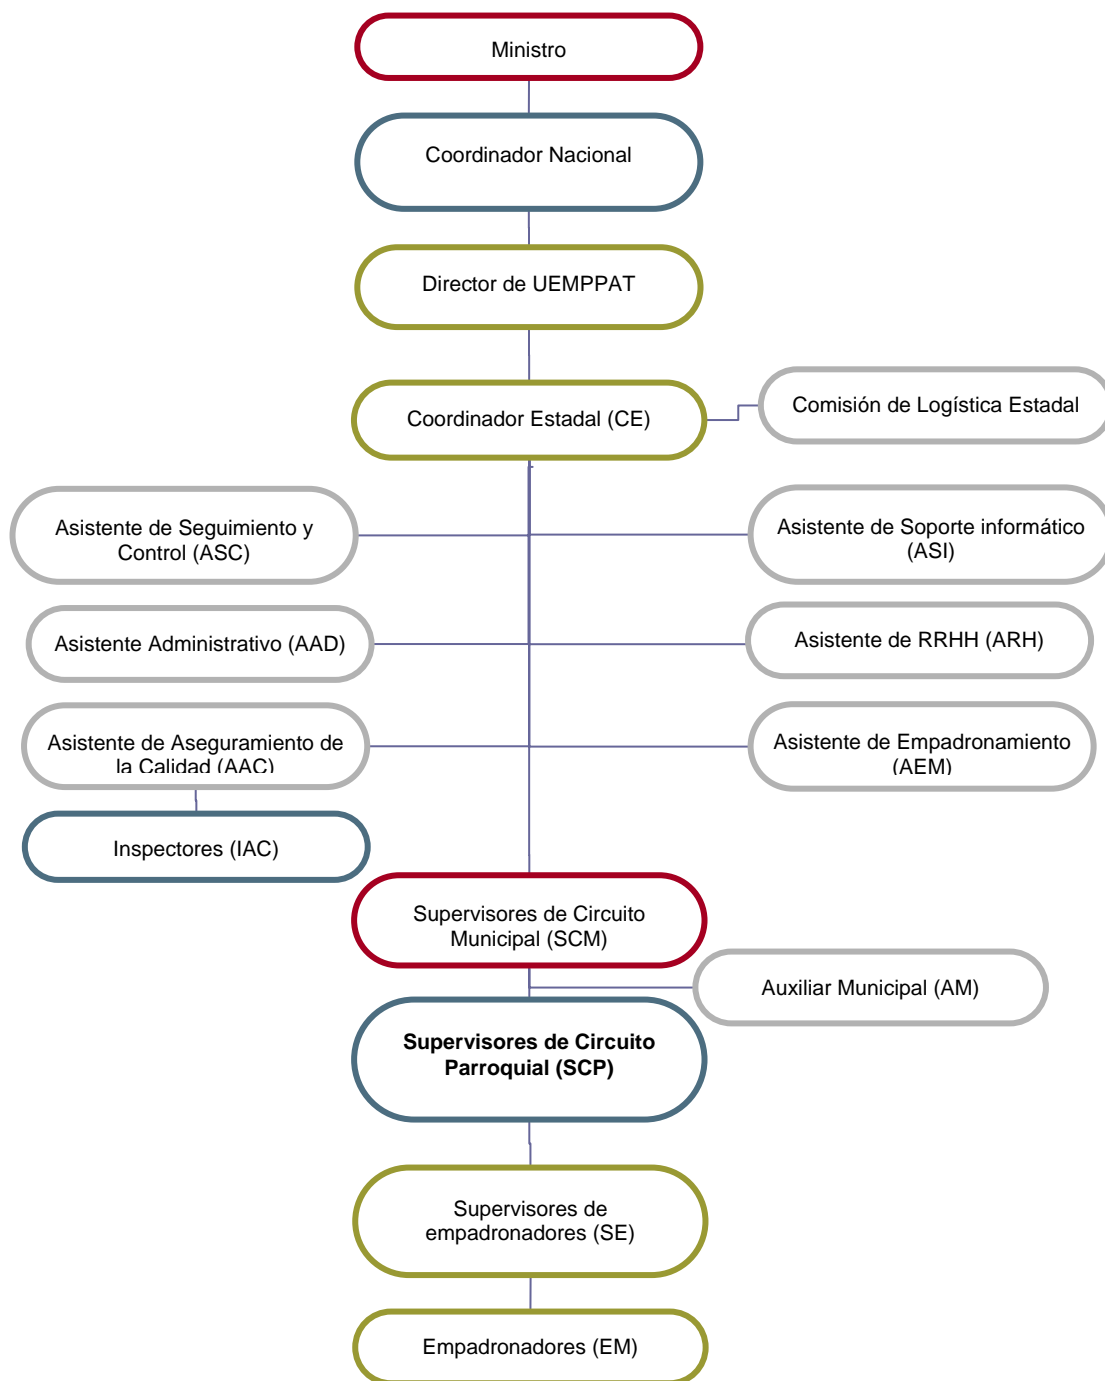 Ministro
Coordinador Nacional
Director de UEMPPAT
Coordinador Estadal (CE)
Comisión de Logística Estadal
Asistente de Seguimiento y
Control (ASC)
Asistente de Soporte informático
(ASI)
Asistente Administrativo (AAD)
Asistente de RRHH (ARH)
Asistente de Aseguramiento de
la Calidad (AAC)
Asistente de Empadronamiento
(AEM)
Inspectores (IAC)
Supervisores de Circuito
Municipal (SCM)
Auxiliar Municipal (AM)
Supervisores de Circuito
Parroquial (SCP)
Supervisores de
empadronadores (SE)
Empadronadores (EM)